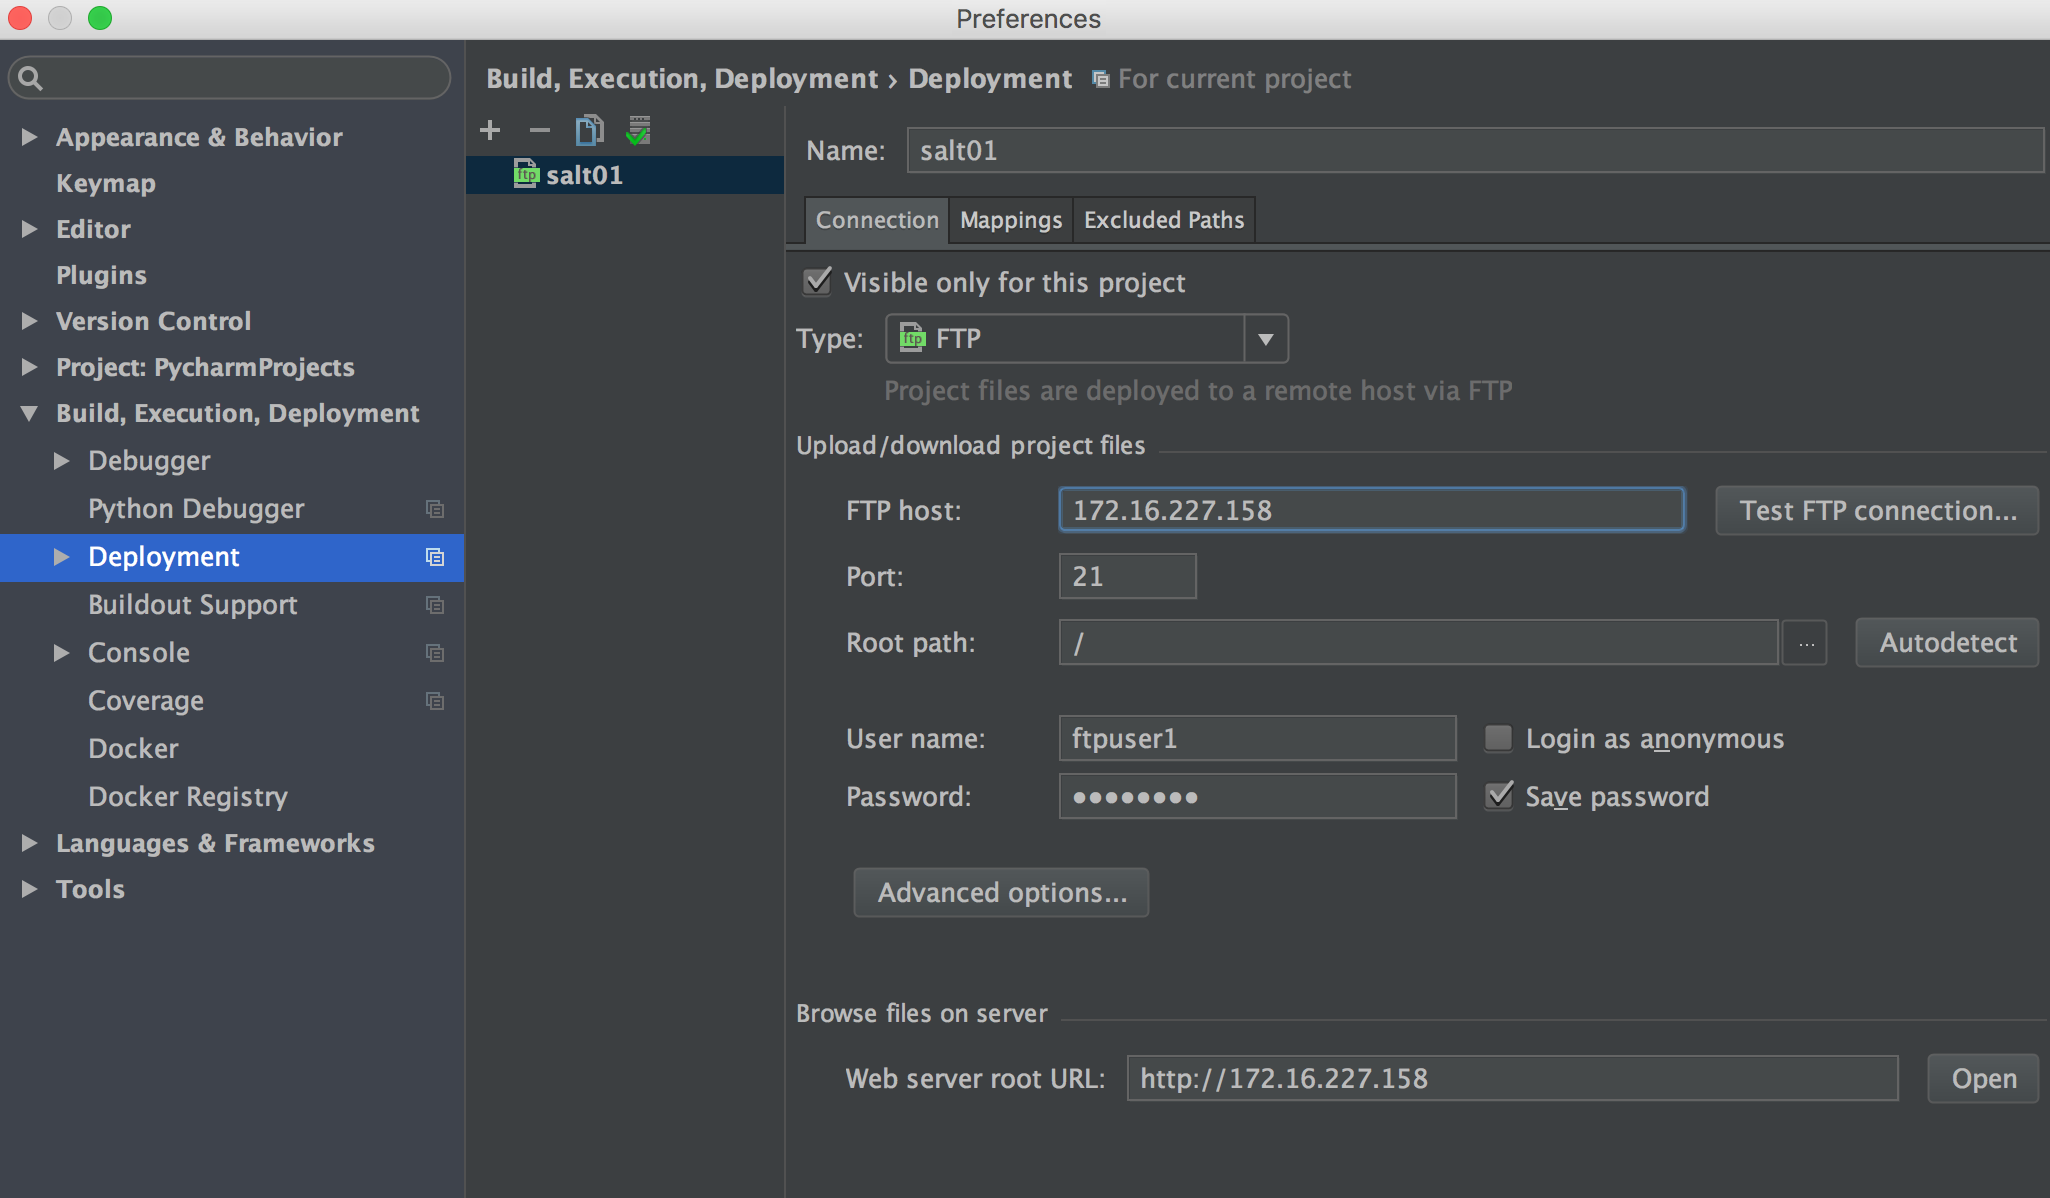 Preferences
Appearance & Behavior
Keymap
Editor
Plugins
Version Control
Project: PycharmProjects
Build, Execution, Deployment
Debugger
Python Debugger
Deployment
Buildout Support
Console
Coverage
Docker
Docker Registry
Languages & Frameworks
Tools
Build, Execution, Deployment › Deployment For current project
ftp salt01
Name: salt01
Connection Mappings Excluded Paths
Visible only for this project
Type: ftp FTP
Project files are deployed to a remote host via FTP
Upload/download project files
FTP host: 172.16.227.158 Test FTP connection...
Port: 21
Root path: / ... Autodetect
User name: ftpuser1 Login as anonymous
Password: •••••••• Save password
Advanced options...
Browse files on server
Web server root URL: http://172.16.227.158 Open